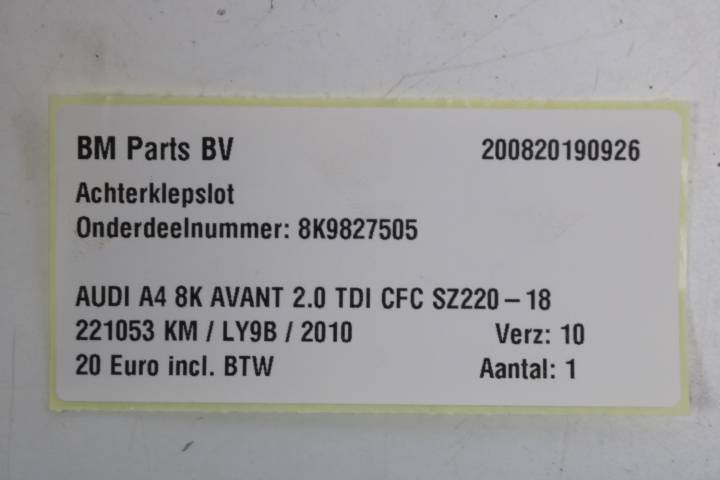 BM Parts BV 200820190926
Achterklepslot
Onderdeelnummer: 8K9827505
AUDI A4 8K AVANT 2.0 TDI CFC SZ220 – 18
221053 KM / LY9B / 2010 Verz: 10
20 Euro incl. BTW Aantal: 1